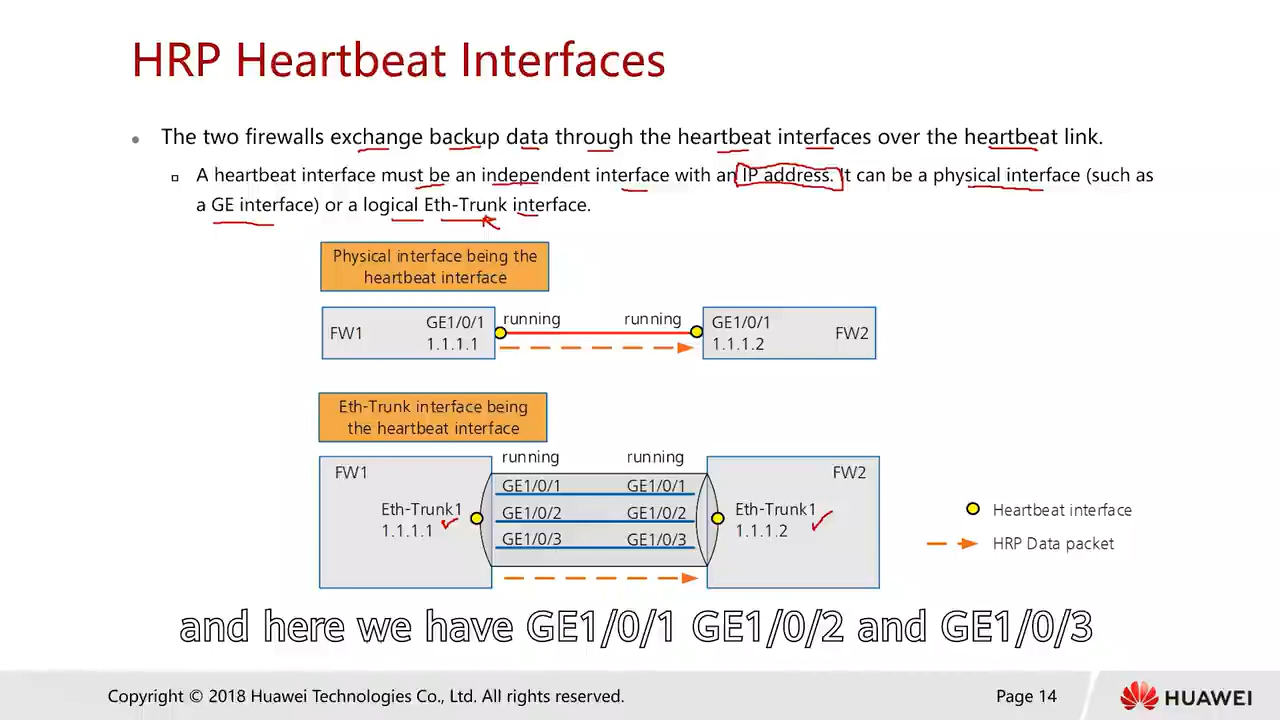 HRP Heartbeat Interfaces
The two firewalls exchange backup data through the heartbeat interfaces over the heartbeat link.
A heartbeat interface must be an independent interface with an IP address. It can be a physical interface (such as
a GE interface) or a logical Eth-Trunk interface.
Physical interface being the
heartbeat interface
FW1
GE1/0/1
1.1.1.1
running
running
GE1/0/1
1.1.1.2
FW2
Eth-Trunk interface being
the heartbeat interface
running
running
FW1
FW2
GE1/0/1
GE1/0/1
Eth-Trunk1
1.1.1.1
GE1/0/2
GE1/0/2
Eth-Trunk1
1.1.1.2
GE1/0/3
GE1/0/3
Heartbeat interface
HRP Data packet
and here we have GE1/0/1 GE1/0/2 and GE1/0/3
Copyright © 2018 Huawei Technologies Co., Ltd. All rights reserved.
Page 14
HUAWEI